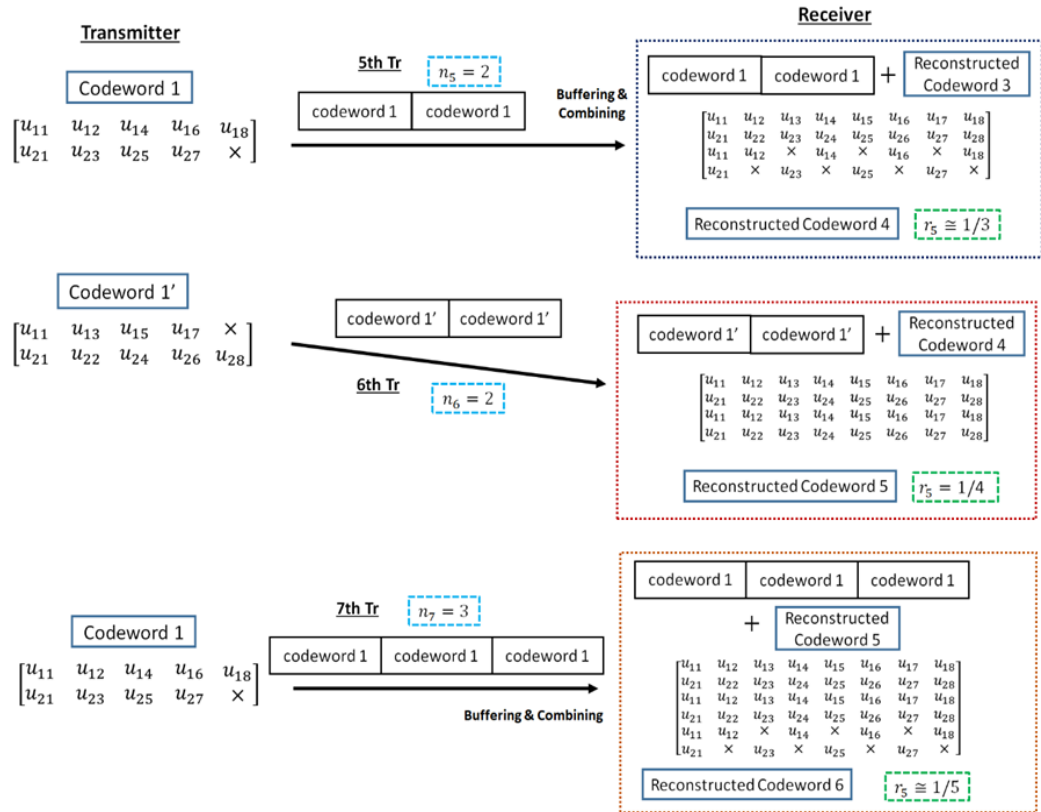 Transmitter
Receiver
Codeword 1
[u11 u12 u14 u16 u18]
[u21 u23 u25 u27 ×]
5th Tr
n5 = 2
codeword 1 codeword 1
Buffering &
Combining
codeword 1 codeword 1 + Reconstructed
Codeword 3
[u11 u12 u13 u14 u15 u16 u17 u18]
[u21 u22 u23 u24 u25 u26 u27 u28]
[u11 u12 × u14 × u16 × u18]
[u21 × u23 × u25 × u27 ×]
Reconstructed Codeword 4
r5 ≅ 1/3
Codeword 1'
[u11 u13 u15 u17 ×]
[u21 u22 u24 u26 u28]
codeword 1' codeword 1'
6th Tr
n6 = 2
codeword 1' codeword 1' + Reconstructed
Codeword 4
[u11 u12 u13 u14 u15 u16 u17 u18]
[u21 u22 u23 u24 u25 u26 u27 u28]
[u11 u12 u13 u14 u15 u16 u17 u18]
[u21 u22 u23 u24 u25 u26 u27 u28]
Reconstructed Codeword 5
r5 = 1/4
Codeword 1
[u11 u12 u14 u16 u18]
[u21 u23 u25 u27 ×]
7th Tr
n7 = 3
codeword 1 codeword 1 codeword 1
Buffering & Combining
codeword 1 codeword 1 codeword 1
+ Reconstructed
Codeword 5
[u11 u12 u13 u14 u15 u16 u17 u18]
[u21 u22 u23 u24 u25 u26 u27 u28]
[u11 u12 u13 u14 u15 u16 u17 u18]
[u21 u22 u23 u24 u25 u26 u27 u28]
[u11 u12 × u14 × u16 × u18]
[u21 × u23 × u25 × u27 ×]
Reconstructed Codeword 6
r5 ≅ 1/5